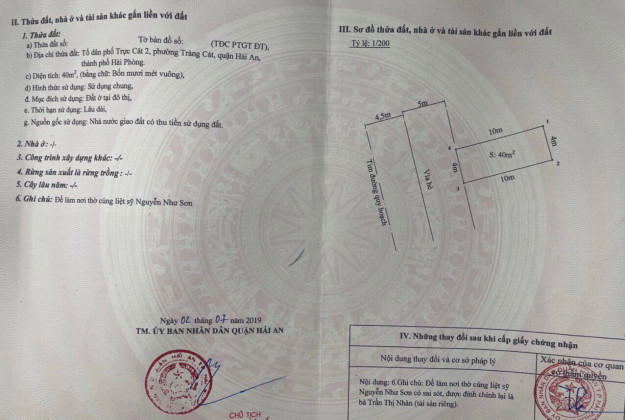 II. Thửa đất, nhà ở và tài sản khác gắn liền với đất
1. Thửa đất:
a) Thửa đất số: Tờ bản đồ số: (TĐC PTGT ĐT),
b) Địa chỉ thửa đất: Tổ dân phố Trực Cát 2, phường Tràng Cát, quận Hải An,
thành phố Hải Phòng.
c) Diện tích: 40m², (bằng chữ: Bốn mươi mét vuông),
d) Hình thức sử dụng: Sử dụng chung,
đ. Mục đích sử dụng: Đất ở tại đô thị,
e. Thời hạn sử dụng: Lâu dài,
g. Nguồn gốc sử dụng: Nhà nước giao đất có thu tiền sử dụng đất.
2. Nhà ở: -/-
3. Công trình xây dựng khác: -/-
4. Rừng sản xuất là rừng trồng : -/-
5. Cây lâu năm: -/-
6. Ghi chú: Để làm nơi thờ cúng liệt sỹ Nguyễn Như Sơn
Ngày 02 tháng 07 năm 2019
TM. ỦY BAN NHÂN DÂN QUẬN HẢI AN
CHỦ TỊCH
III. Sơ đồ thửa đất, nhà ở và tài sản khác gắn liền với đất
Tỷ lệ: 1/200
4,5m
5m
10m
1
4m
S: 40m²
4m
2
3
10m
Tim đường quy hoạch
Vỉa hè
IV. Những thay đổi sau khi cấp giấy chứng nhận
Nội dung thay đổi và cơ sở pháp lý
Xác nhận của cơ quan
có thẩm quyền
Nội dung: 6.Ghi chú: Để làm nơi thờ cúng liệt sỹ
Nguyễn Như Sơn có sai sót, được đính chính lại là
bà Trần Thị Nhàn (tài sản riêng).